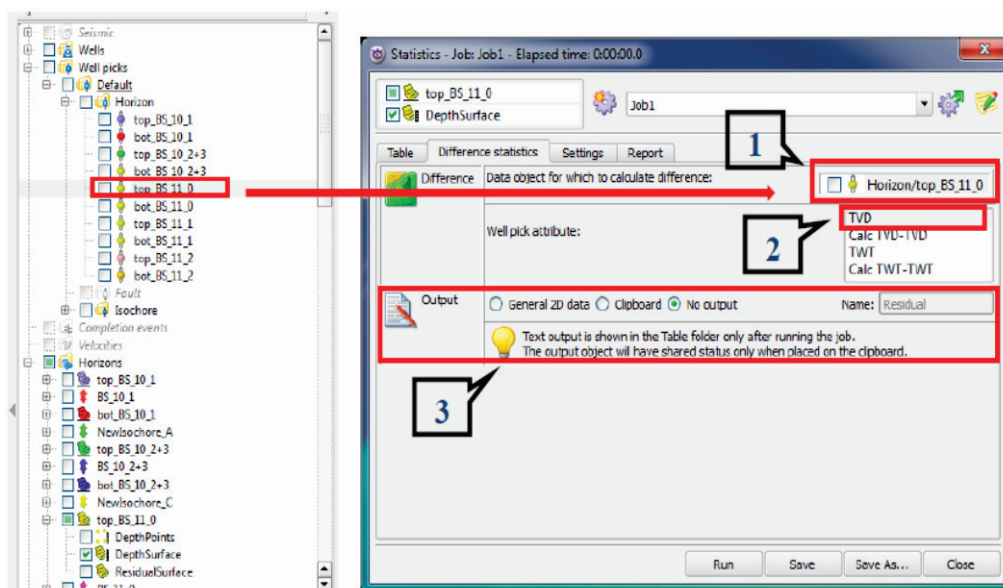 Seismic
Wells
Well picks
Default
Horizon
top_BS_10_1
bot_BS_10_1
top_BS_10_2+3
bot_BS_10_2+3
top_BS_11_0
bot_BS_11_0
top_BS_11_1
bot_BS_11_1
top_BS_11_2
bot_BS_11_2
Fault
Isochore
Completion events
Velocities
Horizons
top_BS_10_1
BS_10_1
bot_BS_10_1
NewIsochore_A
top_BS_10_2+3
BS_10_2+3
bot_BS_10_2+3
NewIsochore_C
top_BS_11_0
DepthPoints
DepthSurface
ResidualSurface
BS_11_0
Statistics - Job: Job1 - Elapsed time: 0:00:00.0
top_BS_11_0
DepthSurface
Job1
Table Difference statistics Settings Report
1
Difference Data object for which to calculate difference: Horizon/top_BS_11_0
Well pick attribute:
TVD
Calc TVD-TVD
TWT
Calc TWT-TWT
2
Output General 2D data Clipboard No output Name: Residual
Text output is shown in the Table folder only after running the job.
The output object will have shared status only when placed on the clipboard.
3
Run Save Save As... Close